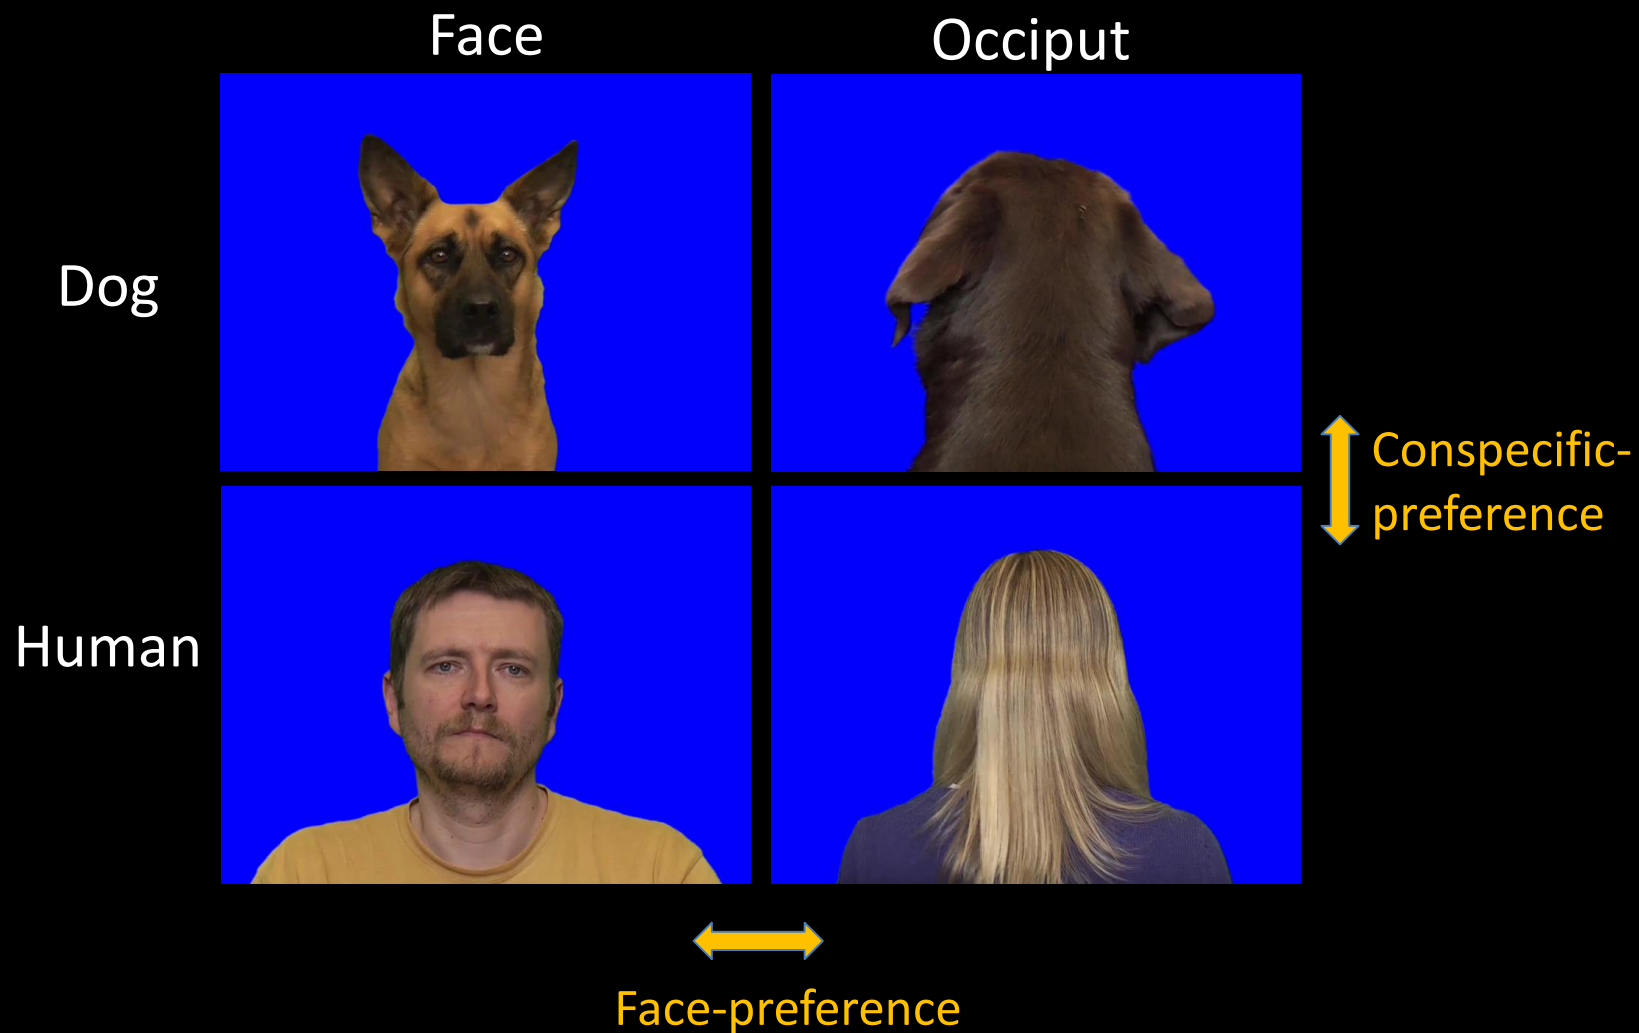 Face
Occiput
Dog
Conspecific-
preference
Human
Face-preference